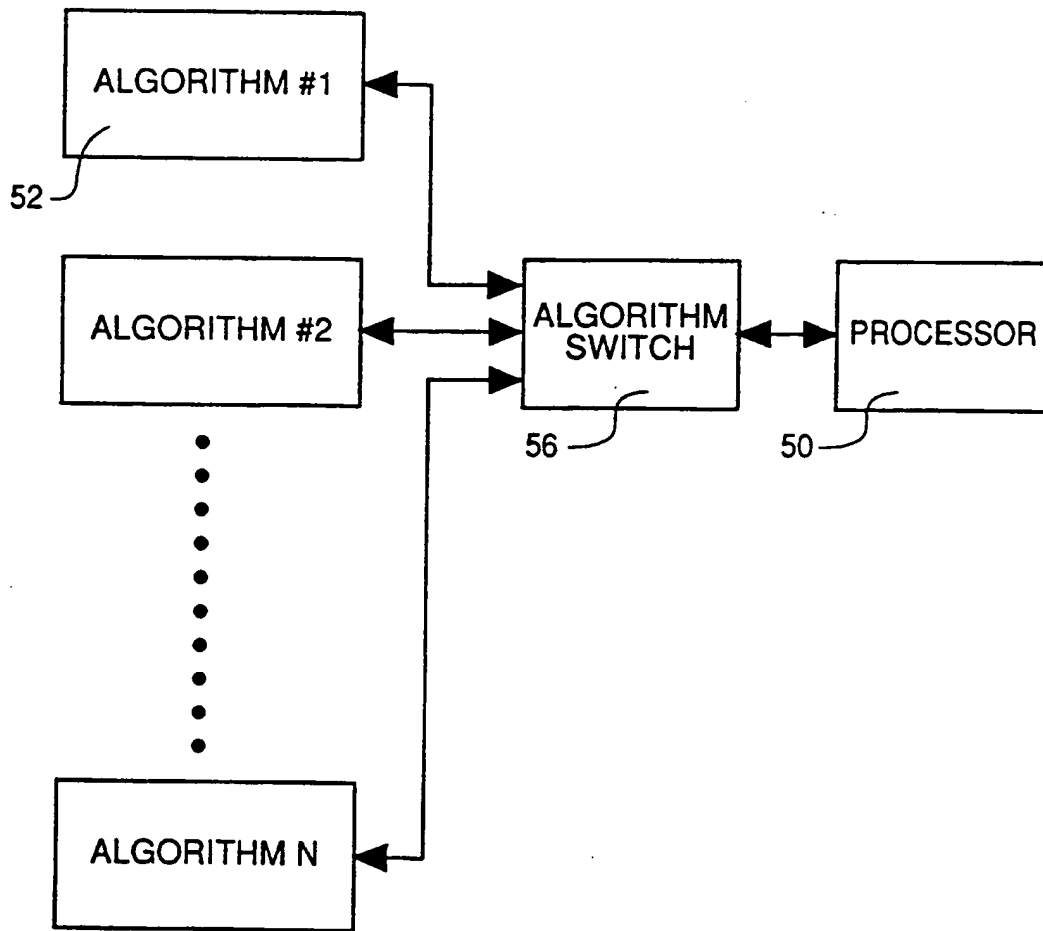 ALGORITHM #1
52
ALGORITHM #2
ALGORITHM
SWITCH
56
PROCESSOR
50
ALGORITHM N